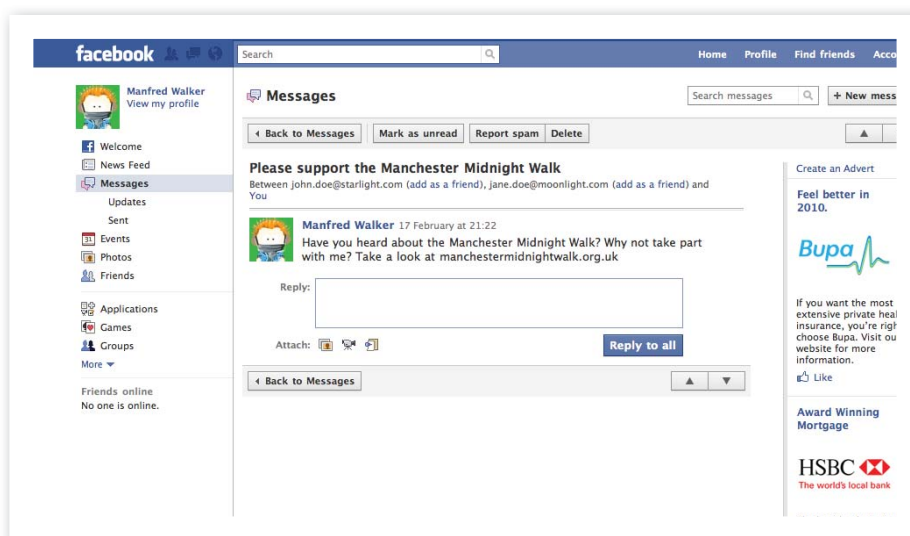 facebook
Search
Home Profile Find friends Acco
Manfred Walker
View my profile
Welcome
News Feed
Messages
Updates
Sent
31 Events
Photos
Friends
Applications
Games
Groups
More
Friends online
No one is online.
Messages
Search messages
+ New mess
Back to Messages Mark as unread Report spam Delete
Please support the Manchester Midnight Walk
Between john.doe@starlight.com (add as a friend), jane.doe@moonlight.com (add as a friend) and
You
Manfred Walker 17 February at 21:22
Have you heard about the Manchester Midnight Walk? Why not take part
with me? Take a look at manchestermidnightwalk.org.uk
Reply:
Attach:
Reply to all
Back to Messages
Create an Advert
Feel better in
2010.
Bupa
If you want the most
extensive private heal
insurance, you're righ
choose Bupa. Visit ou
website for more
information.
Like
Award Winning
Mortgage
HSBC
The world's local bank